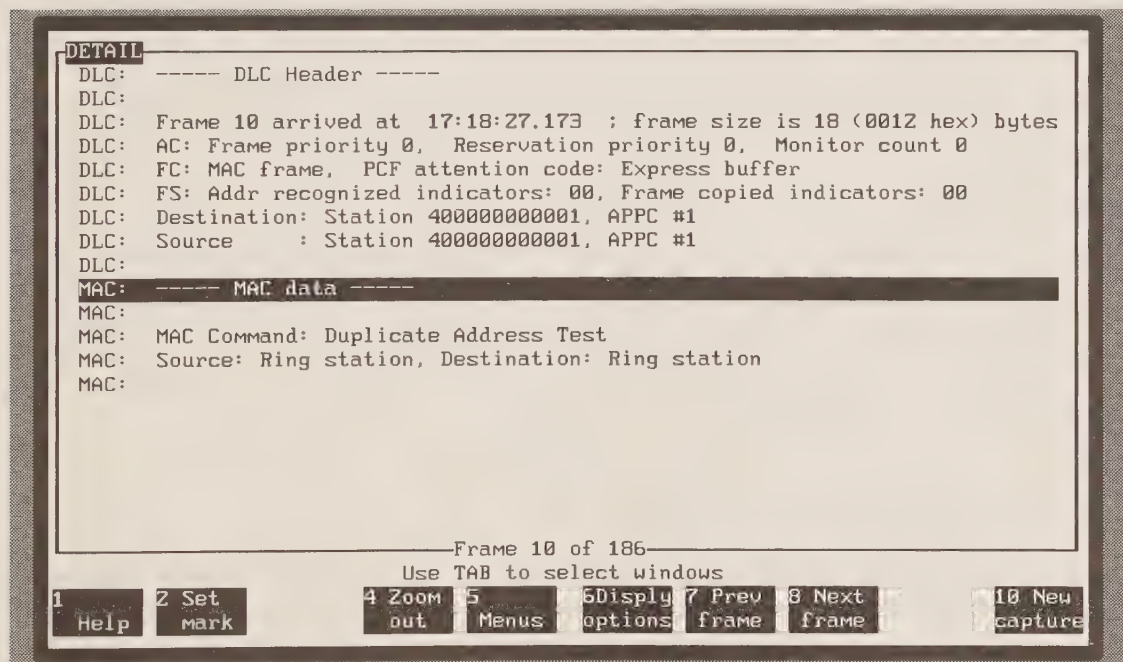 DETAIL
DLC: ----- DLC Header -----
DLC:
DLC: Frame 10 arrived at 17:18:27.173 ; frame size is 18 (0012 hex) bytes
DLC: AC: Frame priority 0, Reservation priority 0, Monitor count 0
DLC: FC: MAC frame, PCF attention code: Express buffer
DLC: FS: Addr recognized indicators: 00, Frame copied indicators: 00
DLC: Destination: Station 400000000001, APPC #1
DLC: Source : Station 400000000001, APPC #1
DLC:
MAC: ----- MAC data -----
MAC:
MAC: MAC Command: Duplicate Address Test
MAC: Source: Ring station, Destination: Ring station
MAC:
Frame 10 of 186
Use TAB to select windows
1 2 Set 4 Zoom 5 6Disply 7 Prev 8 Next 10 New
Help mark out Menus options frame frame capture